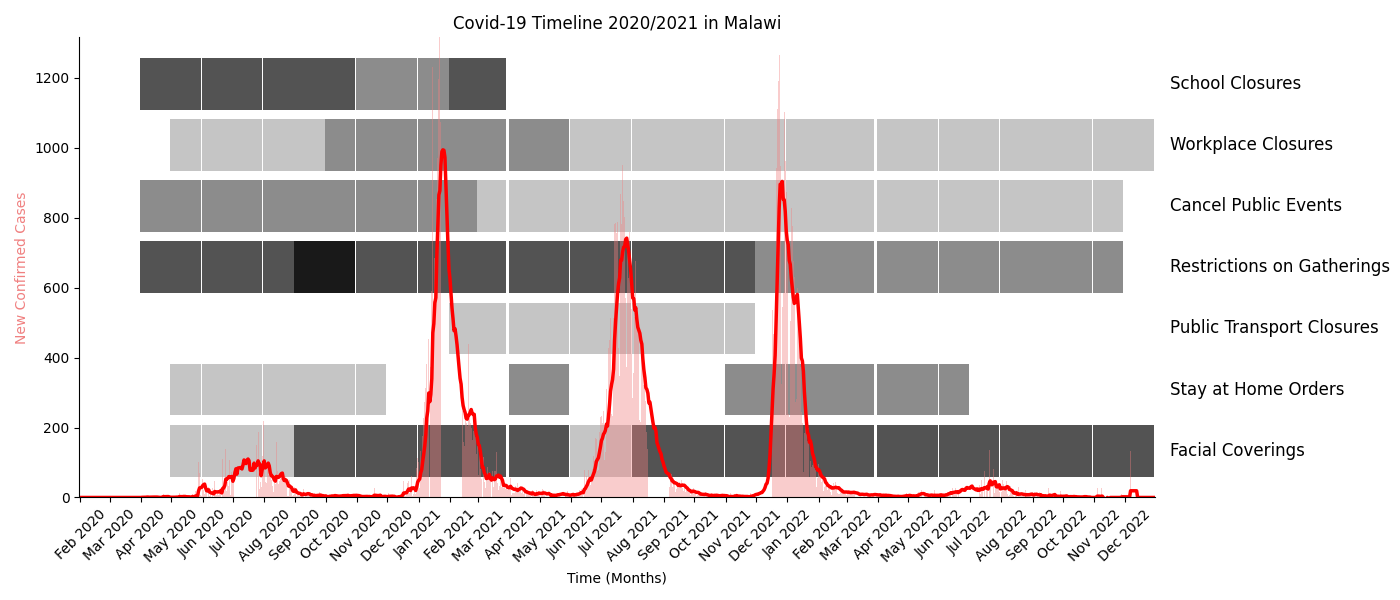 Covid-19 Timeline 2020/2021 in Malawi
New Confirmed Cases
1200
1000
800
600
400
200
0
School Closures
Workplace Closures
Cancel Public Events
Restrictions on Gatherings
Public Transport Closures
Stay at Home Orders
Facial Coverings
Feb 2020
Mar 2020
Apr 2020
May 2020
Jun 2020
Jul 2020
Aug 2020
Sep 2020
Oct 2020
Nov 2020
Dec 2020
Jan 2021
Feb 2021
Mar 2021
Apr 2021
May 2021
Jun 2021
Jul 2021
Aug 2021
Sep 2021
Oct 2021
Nov 2021
Dec 2021
Jan 2022
Feb 2022
Mar 2022
Apr 2022
May 2022
Jun 2022
Jul 2022
Aug 2022
Sep 2022
Oct 2022
Nov 2022
Dec 2022
Time (Months)